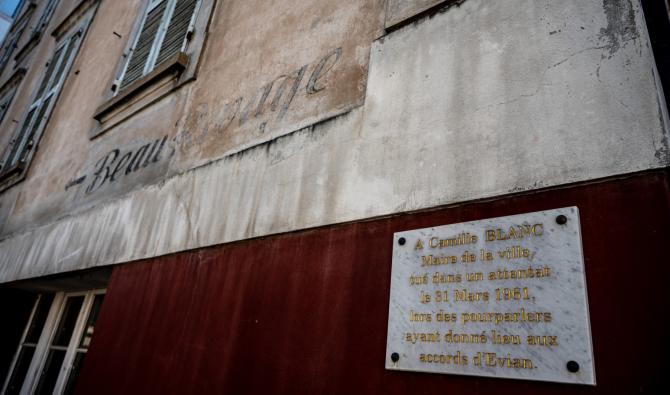 Beau Rivage
A Camille BLANC
Maire de la ville,
tué dans un attentat
le 31 Mars 1961,
lors des pourparlers
ayant donné lieu aux
accords d'Evian.